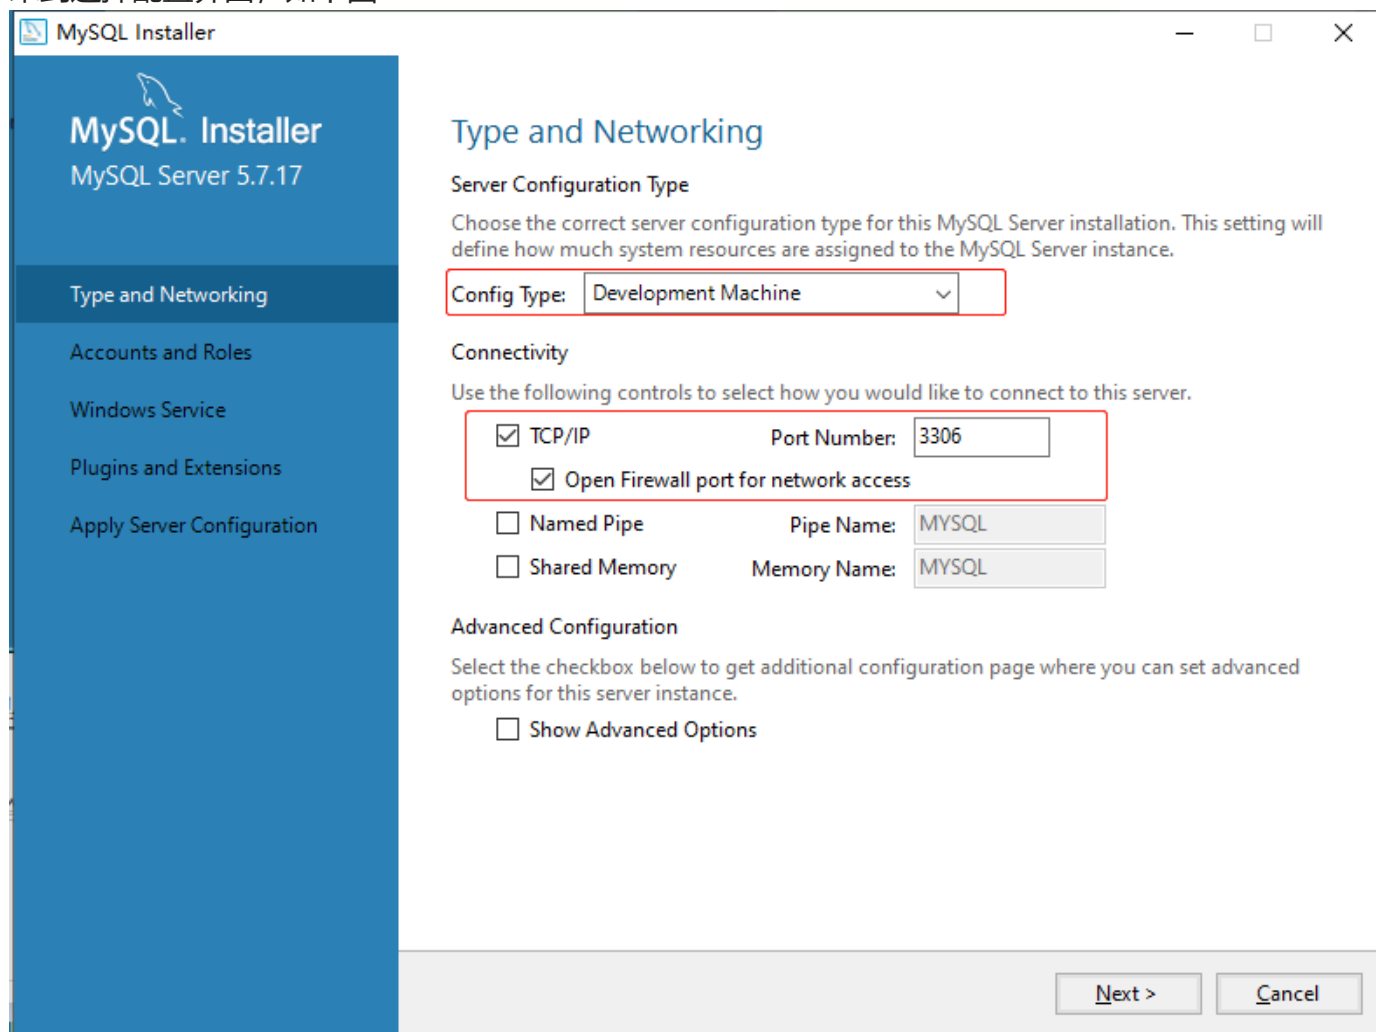 MySQL Installer
MySQL. Installer
MySQL Server 5.7.17
Type and Networking
Accounts and Roles
Windows Service
Plugins and Extensions
Apply Server Configuration
Type and Networking
Server Configuration Type
Choose the correct server configuration type for this MySQL Server installation. This setting will
define how much system resources are assigned to the MySQL Server instance.
Config Type: Development Machine
Connectivity
Use the following controls to select how you would like to connect to this server.
TCP/IP Port Number: 3306
Open Firewall port for network access
Named Pipe Pipe Name: MYSQL
Shared Memory Memory Name: MYSQL
Advanced Configuration
Select the checkbox below to get additional configuration page where you can set advanced
options for this server instance.
Show Advanced Options
Next > Cancel